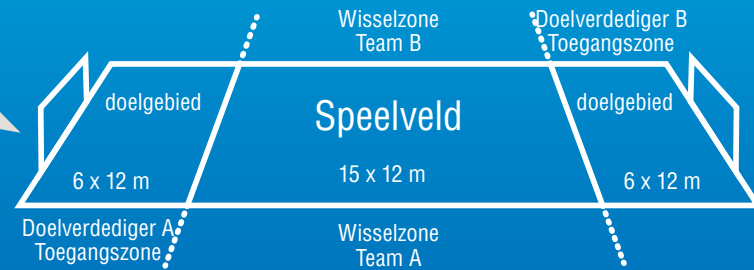 Wisselzone
Team B
Doelverdediger B
Toegangszone
doelgebied
Speelveld
doelgebied
6 x 12 m
15 x 12 m
6 x 12 m
Doelverdediger A
Toegangszone
Wisselzone
Team A